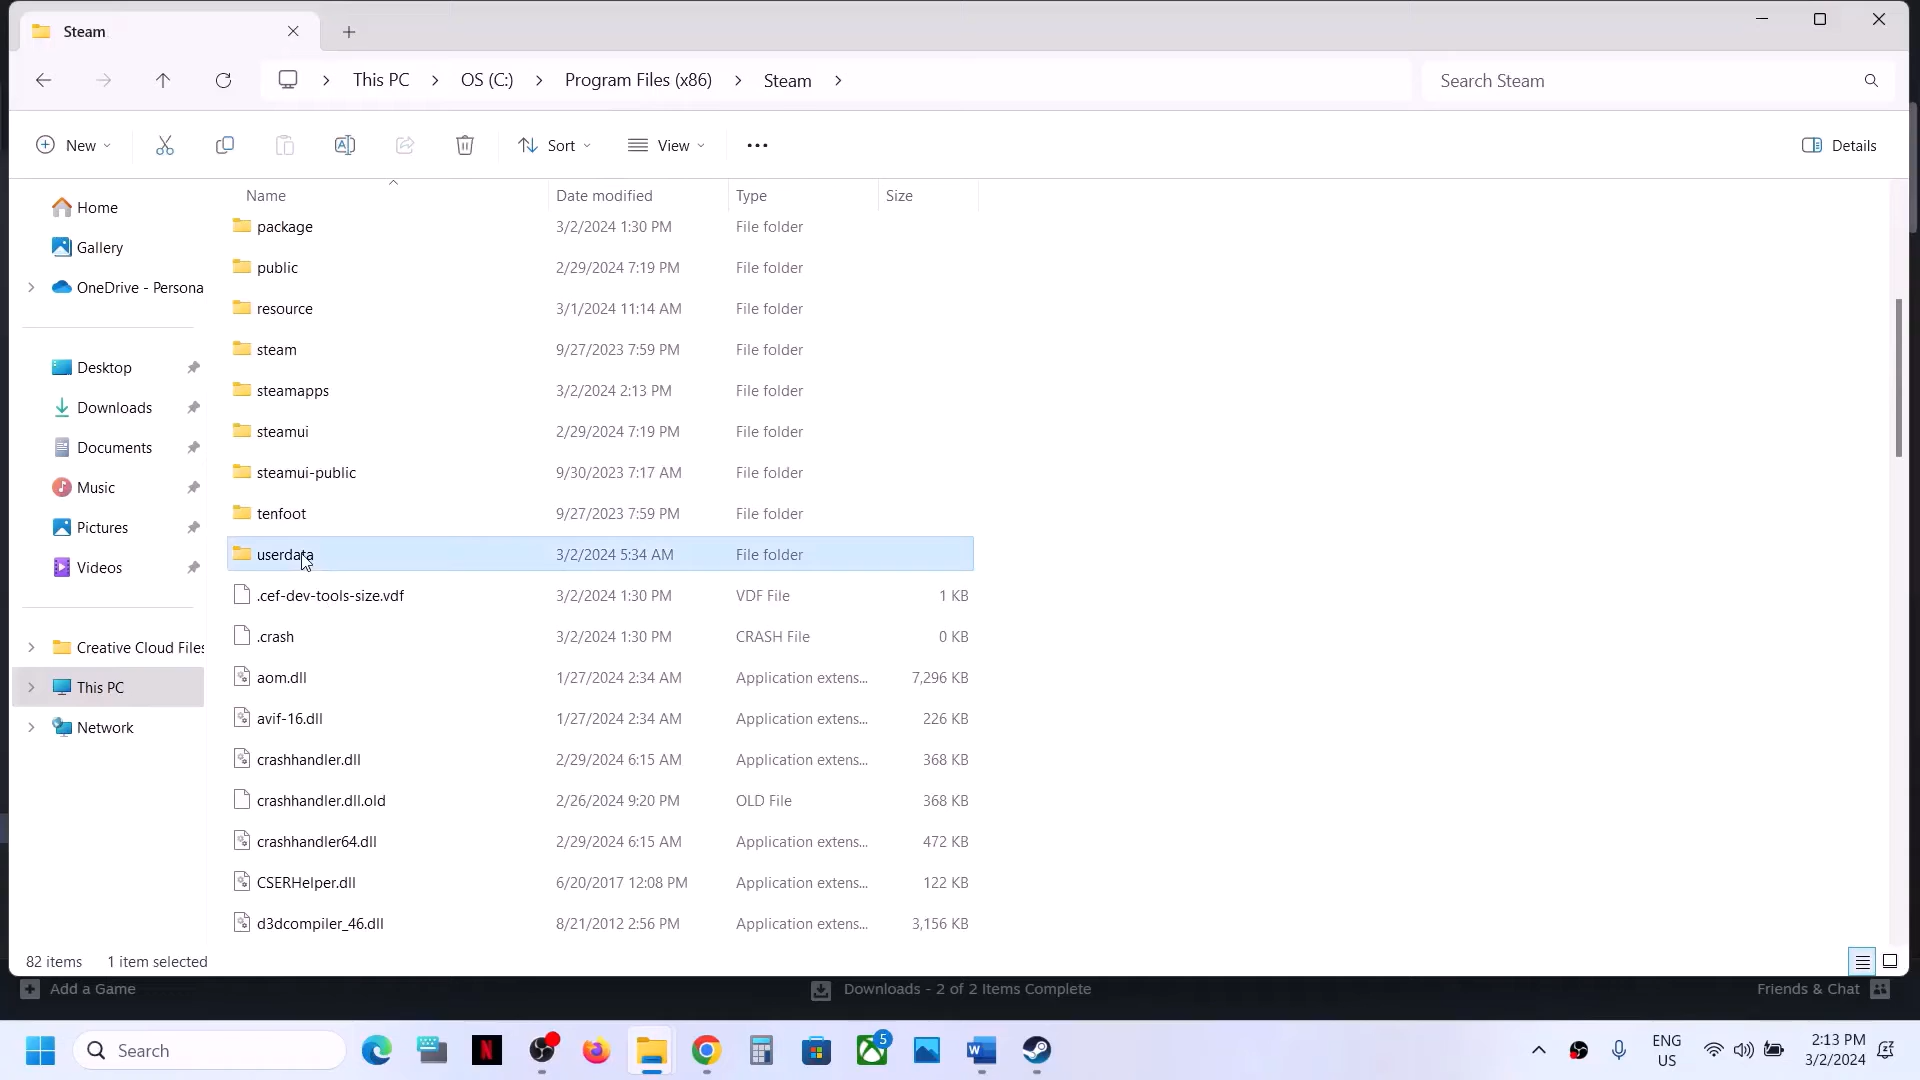 Steam
This PC
OS (C:)
Program Files (x86)
Steam
Search Steam
New
Sort
View
Details
Name
Date modified
Type
Size
package 3/2/2024 1:30 PM File folder
public 2/29/2024 7:19 PM File folder
resource 3/1/2024 11:14 AM File folder
steam 9/27/2023 7:59 PM File folder
steamapps 3/2/2024 2:13 PM File folder
steamui 2/29/2024 7:19 PM File folder
steamui-public 9/30/2023 7:17 AM File folder
tenfoot 9/27/2023 7:59 PM File folder
userdata 3/2/2024 5:34 AM File folder
.cef-dev-tools-size.vdf 3/2/2024 1:30 PM VDF File 1 KB
.crash 3/2/2024 1:30 PM CRASH File 0 KB
aom.dll 1/27/2024 2:34 AM Application extens... 7,296 KB
avif-16.dll 1/27/2024 2:34 AM Application extens... 226 KB
crashhandler.dll 2/29/2024 6:15 AM Application extens... 368 KB
crashhandler.dll.old 2/26/2024 9:20 PM OLD File 368 KB
crashhandler64.dll 2/29/2024 6:15 AM Application extens... 472 KB
CSERHelper.dll 6/20/2017 12:08 PM Application extens... 122 KB
d3dcompiler_46.dll 8/21/2012 2:56 PM Application extens... 3,156 KB
Home
Gallery
OneDrive - Persona
Desktop
Downloads
Documents
Music
Pictures
Videos
Creative Cloud Files
This PC
Network
82 items
1 item selected
Add a Game
Downloads - 2 of 2 Items Complete
Friends & Chat
Search
5
ENG
US
2:13 PM
3/2/2024